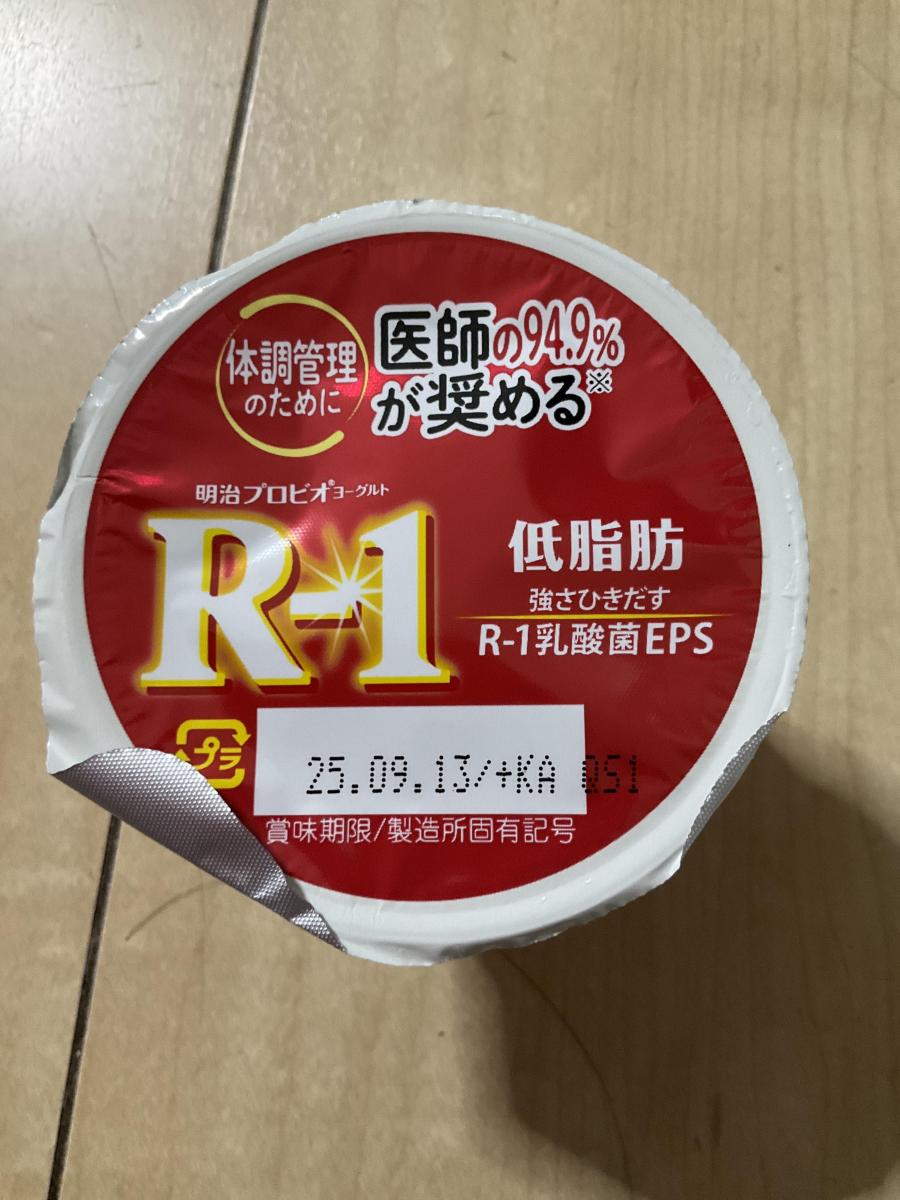 体調管理
のために
医師の94.9%
が奨める※
明治プロビオ®ヨーグルト
R-1
低脂肪
強さひきだす
R-1乳酸菌EPS
プラ
25.09.13/+KA R51
賞味期限/製造所固有記号